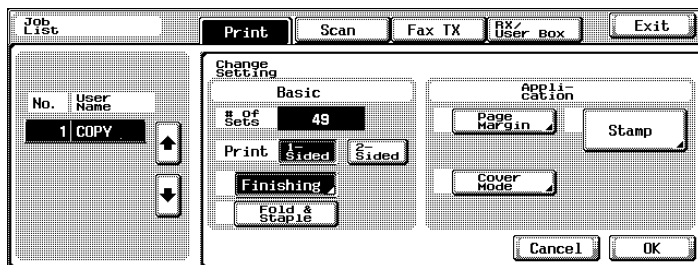 Job
List
Print
Scan
Fax TX
RX/
User Box
Exit
No.
User
Name
1 COPY
Change
Setting
Basic
# of
Sets
49
Print
1-
Sided
2-
Sided
Finishing
Fold &
Staple
Appli-
cation
Page
Margin
Stamp
Cover
Mode
Cancel
OK